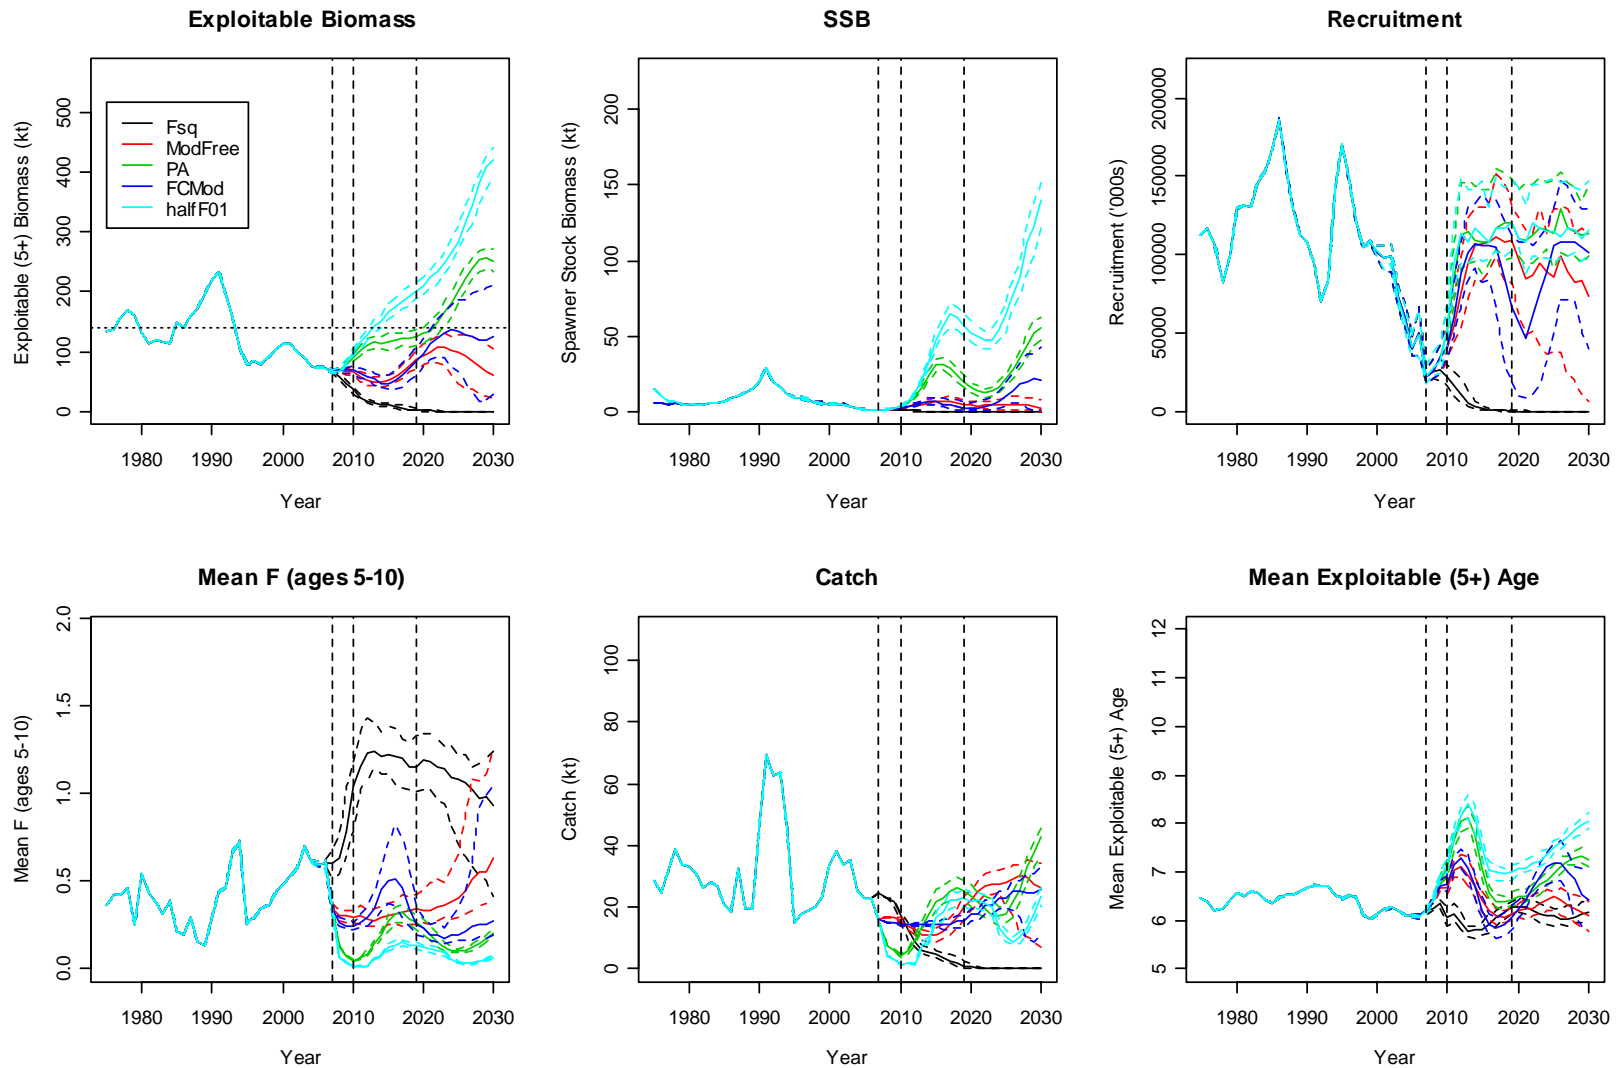 Exploitable Biomass
Exploitable (5+) Biomass (kt)
500
400
300
200
100
0
Fsq
ModFree
PA
FCMod
halfF01
1980 1990 2000 2010 2020 2030
Year
SSB
Spawner Stock Biomass (kt)
200
150
100
50
0
1980 1990 2000 2010 2020 2030
Year
Recruitment
Recruitment ('000s)
200000
150000
100000
50000
0
1980 1990 2000 2010 2020 2030
Year
Mean F (ages 5-10)
Mean F (ages 5-10)
2.0
1.5
1.0
0.5
0.0
1980 1990 2000 2010 2020 2030
Year
Catch
Catch (kt)
100
80
60
40
20
0
1980 1990 2000 2010 2020 2030
Year
Mean Exploitable (5+) Age
Mean Expoitable (5+) Age
12
11
10
9
8
7
6
5
1980 1990 2000 2010 2020 2030
Year